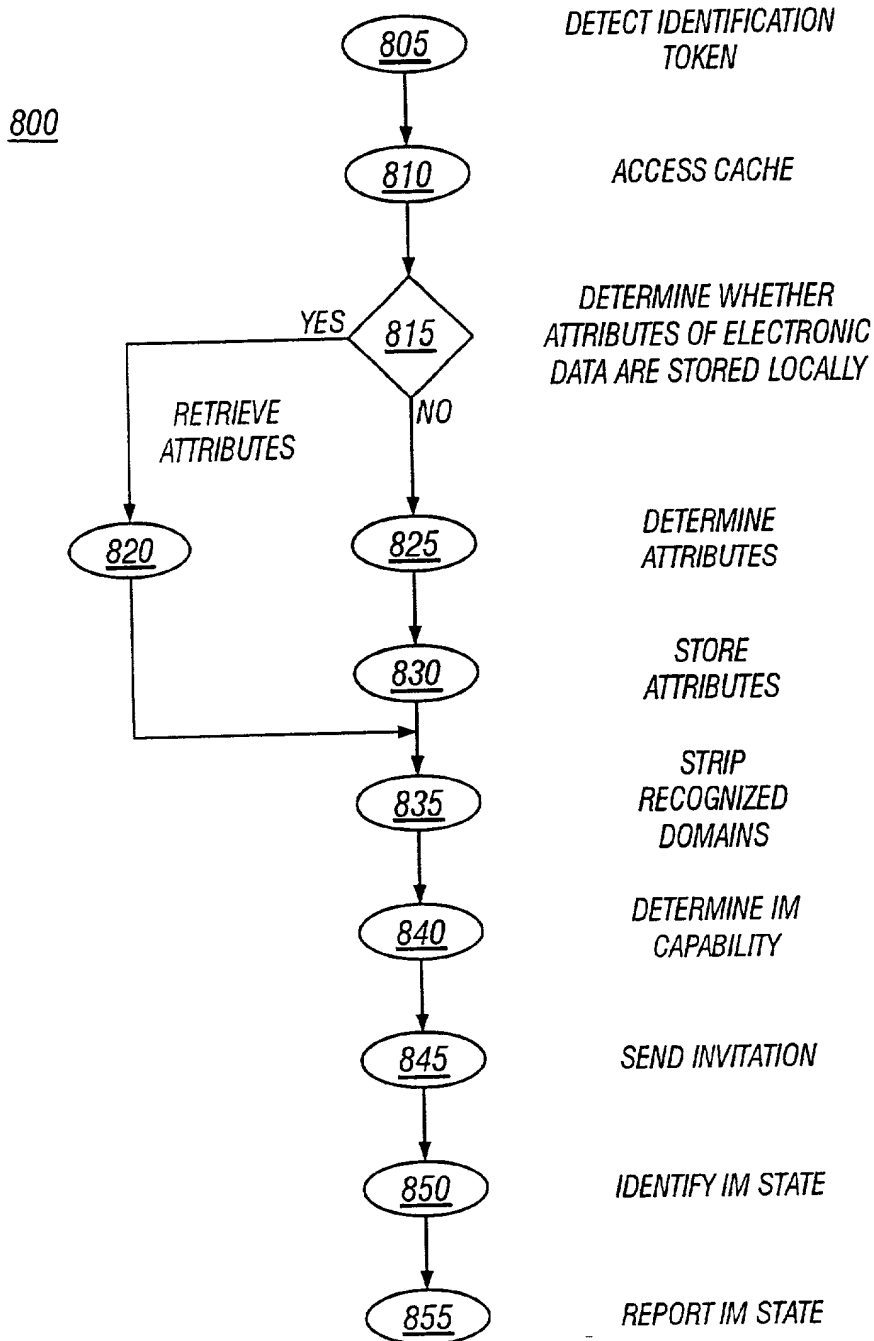 805
DETECT IDENTIFICATION
TOKEN
800
810
ACCESS CACHE
YES
815
DETERMINE WHETHER
ATTRIBUTES OF ELECTRONIC
DATA ARE STORED LOCALLY
RETRIEVE
ATTRIBUTES
NO
820
825
DETERMINE
ATTRIBUTES
830
STORE
ATTRIBUTES
835
STRIP
RECOGNIZED
DOMAINS
840
DETERMINE IM
CAPABILITY
845
SEND INVITATION
850
IDENTIFY IM STATE
855
REPORT IM STATE